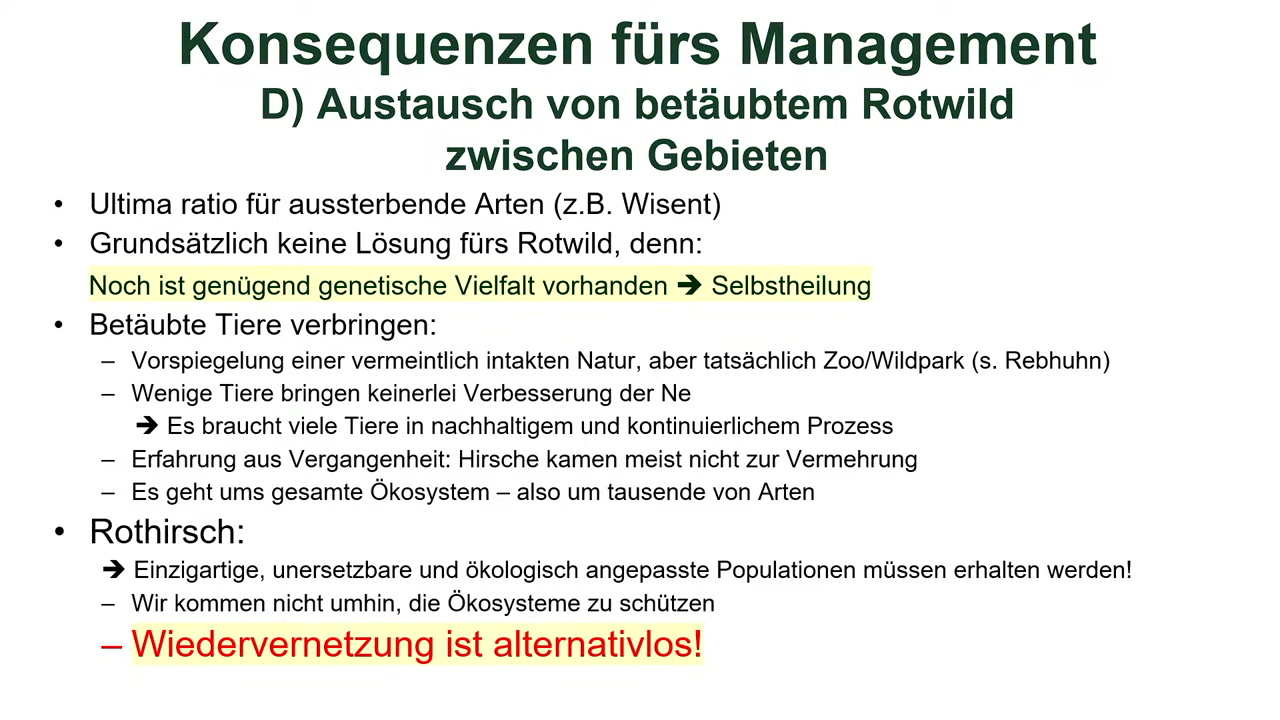 Konsequenzen fürs Management
D) Austausch von betäubtem Rotwild
zwischen Gebieten
• Ultima ratio für aussterbende Arten (z.B. Wisent)
• Grundsätzlich keine Lösung fürs Rotwild, denn:
Noch ist genügend genetische Vielfalt vorhanden ➔ Selbstheilung
• Betäubte Tiere verbringen:
– Vorspiegelung einer vermeintlich intakten Natur, aber tatsächlich Zoo/Wildpark (s. Rebhuhn)
– Wenige Tiere bringen keinerlei Verbesserung der Ne
➔ Es braucht viele Tiere in nachhaltigem und kontinuierlichem Prozess
– Erfahrung aus Vergangenheit: Hirsche kamen meist nicht zur Vermehrung
– Es geht ums gesamte Ökosystem – also um tausende von Arten
• Rothirsch:
➔ Einzigartige, unersetzbare und ökologisch angepasste Populationen müssen erhalten werden!
– Wir kommen nicht umhin, die Ökosysteme zu schützen
– Wiedervernetzung ist alternativlos!